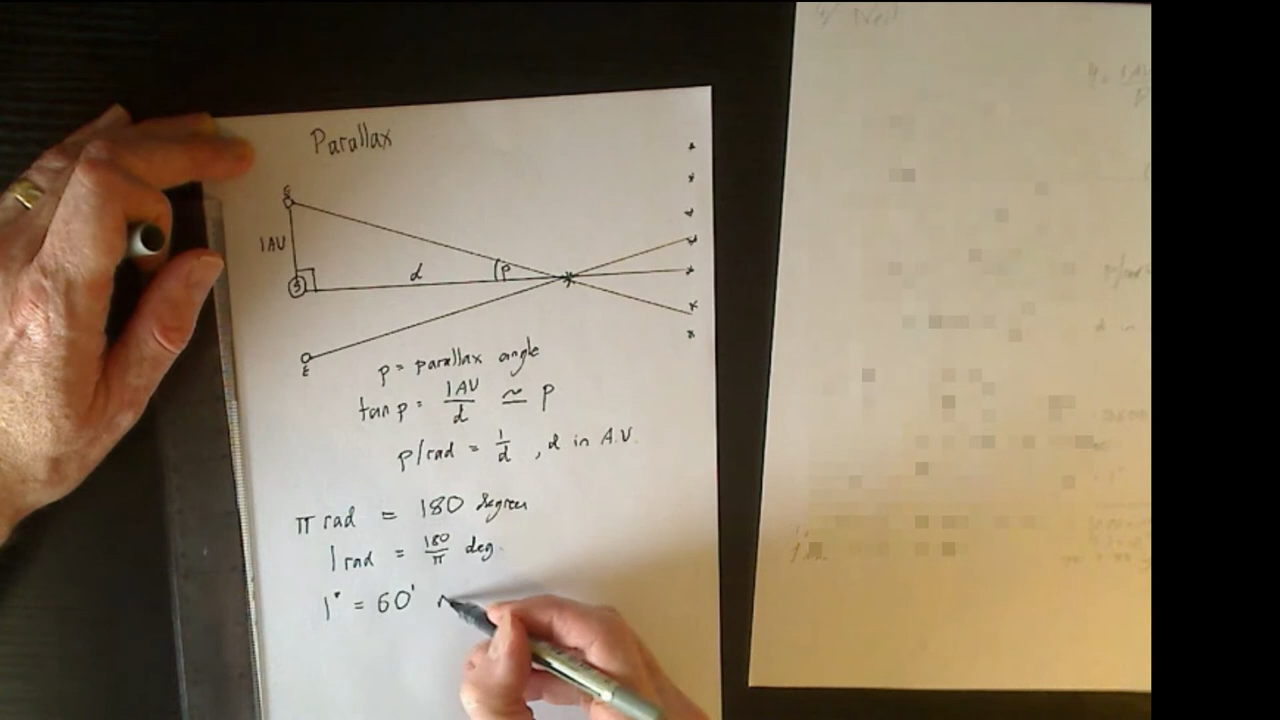 Parallax
E
1AU
S
d
p
E
p = parallax angle
tan p = 1AU/d ≃ p
p/rad = 1/d , d in A.U.
π rad = 180 degrees
1 rad = 180/π deg.
1° = 60'